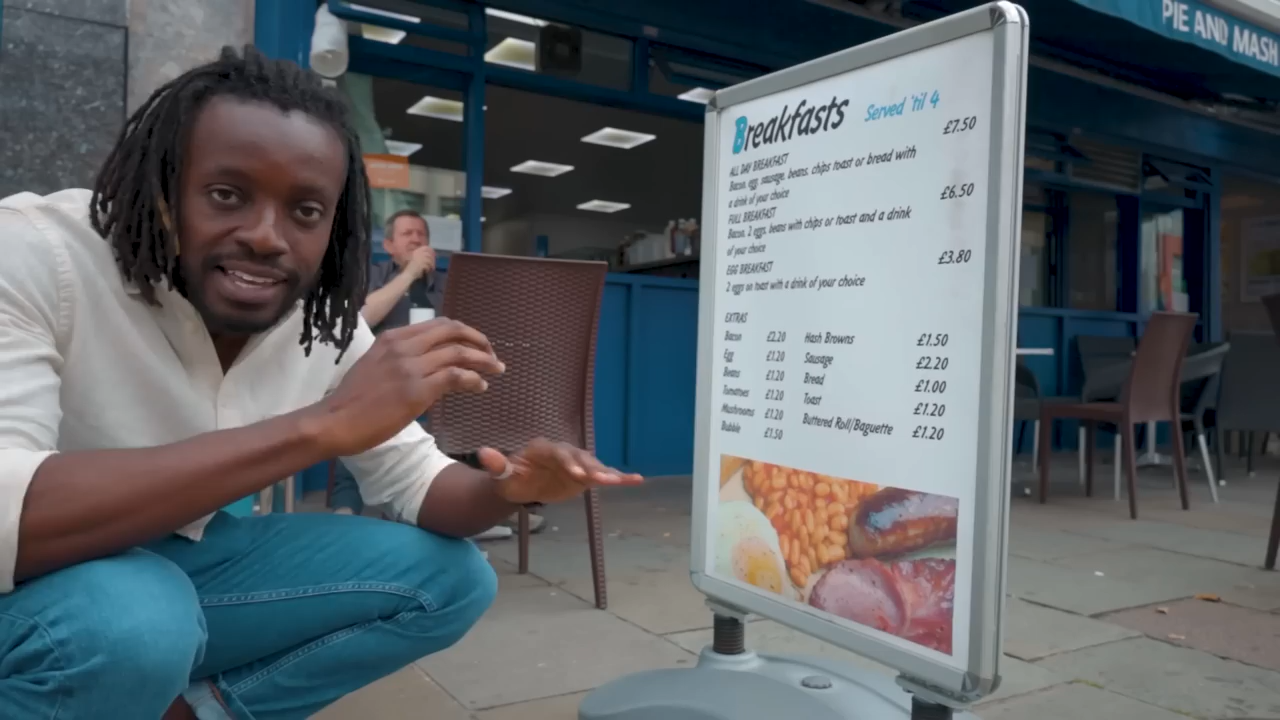 PIE AND MASH
Breakfasts Served 'til 4
£7.50
ALL DAY BREAKFAST
Bacon, egg, sausage, beans, chips toast or bread with
a drink of your choice
£6.50
FULL BREAKFAST
Bacon, 2 eggs, beans with chips or toast and a drink
of your choice
£3.80
EGG BREAKFAST
2 eggs on toast with a drink of your choice
EXTRAS
Bacon £2.20 Hash Browns £1.50
Egg £1.20 Sausage £2.20
Beans £1.20 Bread £1.00
Tomatoes £1.20 Toast £1.20
Mushrooms £1.20 Buttered Roll/Baguette £1.20
Bubble £1.50